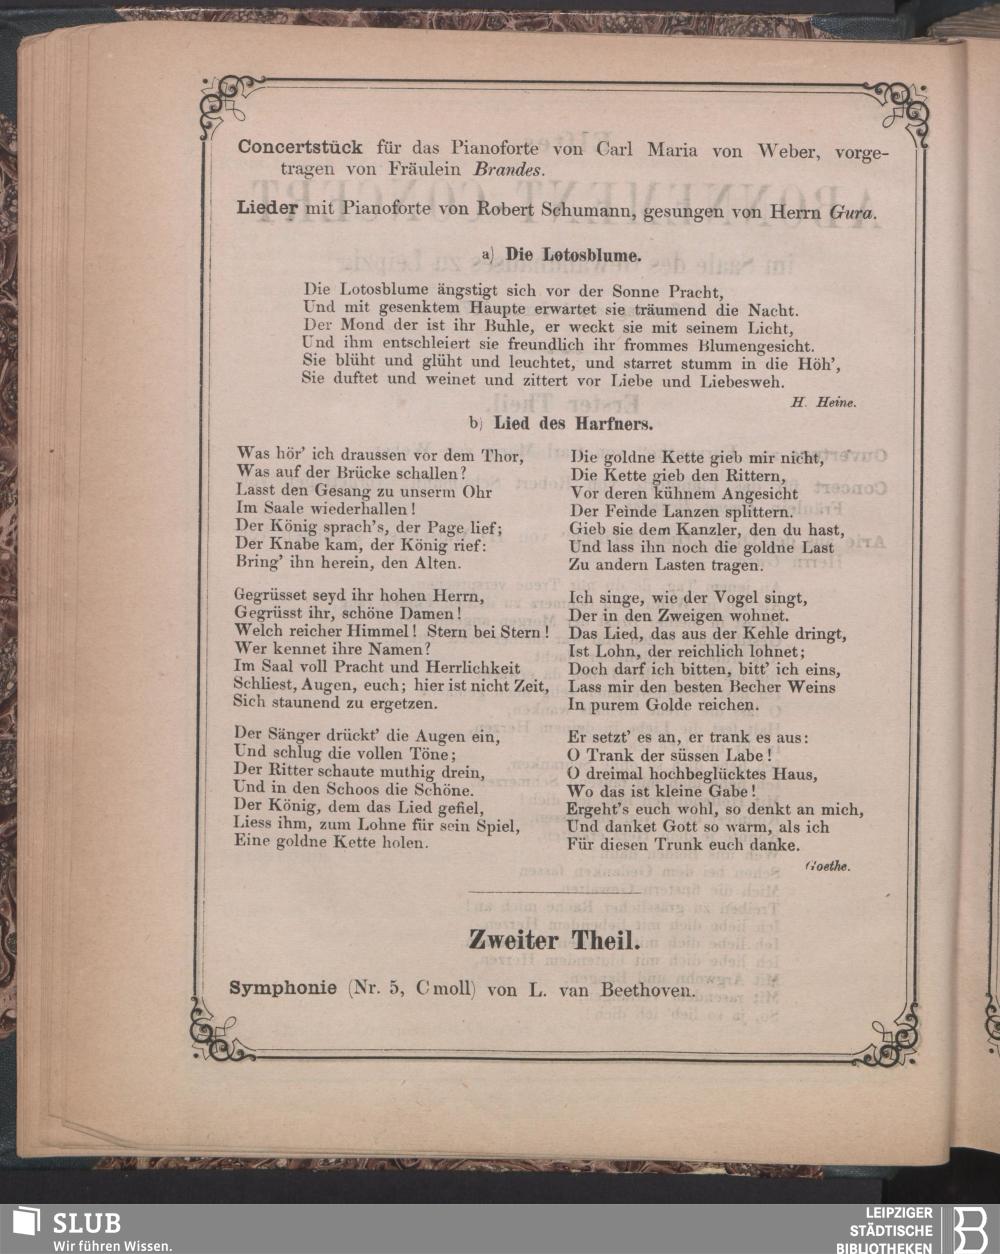 Concertstück für das Pianoforte von Carl Maria von Weber, vorge-
tragen von Fräulein Brandes.
Lieder mit Pianoforte von Robert Schumann, gesungen von Herrn Gura.
a) Die Lotosblume.
Die Lotosblume ängstigt sich vor der Sonne Pracht,
Und mit gesenktem Haupte erwartet sie träumend die Nacht.
Der Mond der ist ihr Buhle, er weckt sie mit seinem Licht,
Und ihm entschleiert sie freundlich ihr frommes Blumengesicht.
Sie blüht und glüht und leuchtet, und starret stumm in die Höh',
Sie duftet und weinet und zittert vor Liebe und Liebesweh.
H. Heine.
b) Lied des Harfners.
Was hör' ich draussen vor dem Thor,
Was auf der Brücke schallen?
Lasst den Gesang zu unserm Ohr
Im Saale wiederhallen!
Der König sprach's, der Page lief;
Der Knabe kam, der König rief:
Bring' ihn herein, den Alten.
Gegrüsset seyd ihr hohen Herrn,
Gegrüsst ihr, schöne Damen!
Welch reicher Himmel! Stern bei Stern!
Wer kennet ihre Namen?
Im Saal voll Pracht und Herrlichkeit
Schliest, Augen, euch; hier ist nicht Zeit,
Sich staunend zu ergetzen.
Der Sänger drückt' die Augen ein,
Und schlug die vollen Töne;
Der Ritter schaute muthig drein,
Und in den Schoos die Schöne.
Der König, dem das Lied gefiel,
Liess ihm, zum Lohne für sein Spiel,
Eine goldne Kette holen.
Die goldne Kette gieb mir nicht,
Die Kette gieb den Rittern,
Vor deren kühnem Angesicht
Der Feinde Lanzen splittern.
Gieb sie dem Kanzler, den du hast,
Und lass ihn noch die goldne Last
Zu andern Lasten tragen.
Ich singe, wie der Vogel singt,
Der in den Zweigen wohnet.
Das Lied, das aus der Kehle dringt,
Ist Lohn, der reichlich lohnet;
Doch darf ich bitten, bitt' ich eins,
Lass mir den besten Becher Weins
In purem Golde reichen.
Er setzt' es an, er trank es aus:
O Trank der süssen Labe!
O dreimal hochbeglücktes Haus,
Wo das ist kleine Gabe!
Ergeht's euch wohl, so denkt an mich,
Und danket Gott so warm, als ich
Für diesen Trunk euch danke.
Goethe.
Zweiter Theil.
Symphonie (Nr. 5, C moll) von L. van Beethoven.
SLUB
Wir führen Wissen.
LEIPZIGER
STÄDTISCHE
BIBLIOTHEKEN